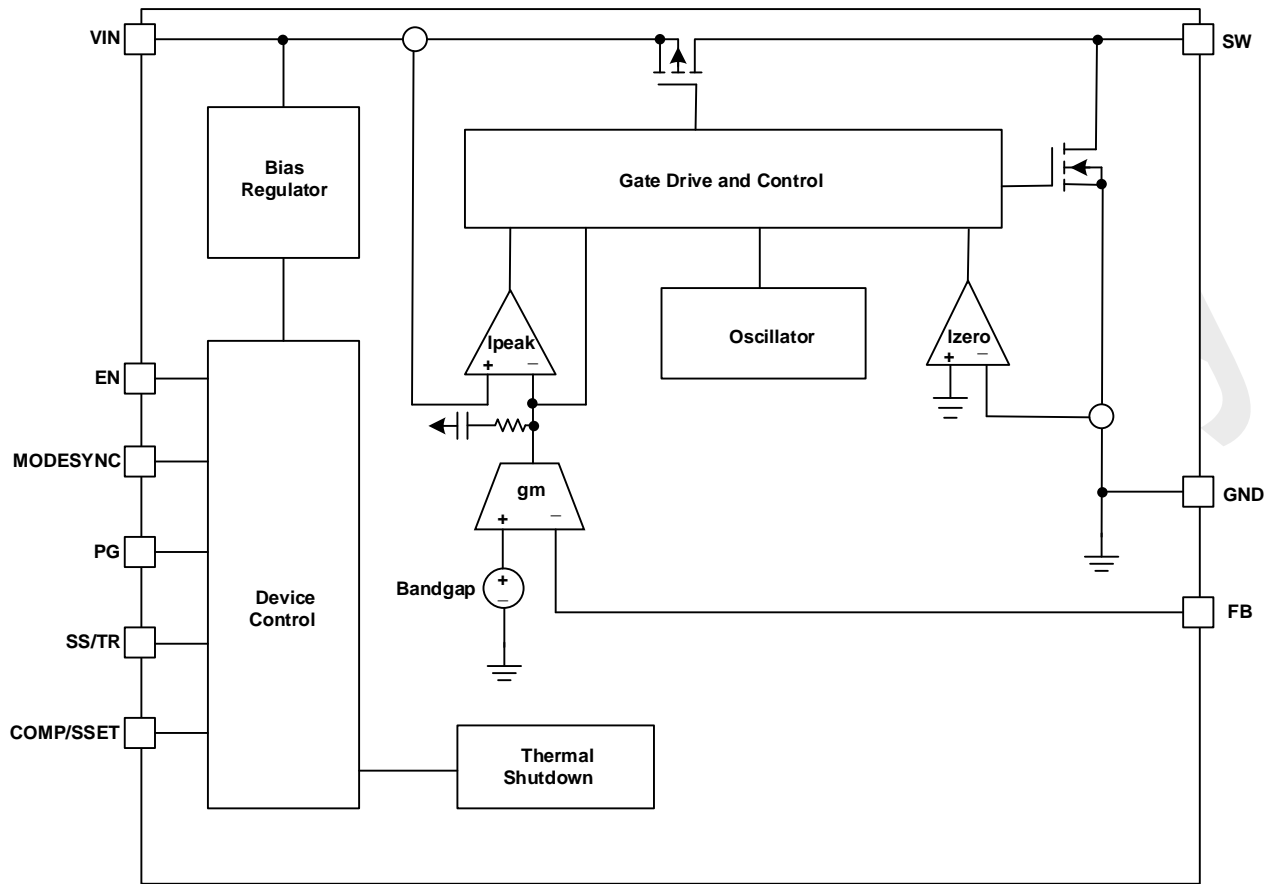 VIN
SW
Bias
Regulator
Gate Drive and Control
Ipeak
+ –
Oscillator
Izero
+ –
EN
MODESYNC
gm
+ –
GND
PG
Bandgap
+
–
Device
Control
FB
SS/TR
COMP/SSET
Thermal
Shutdown